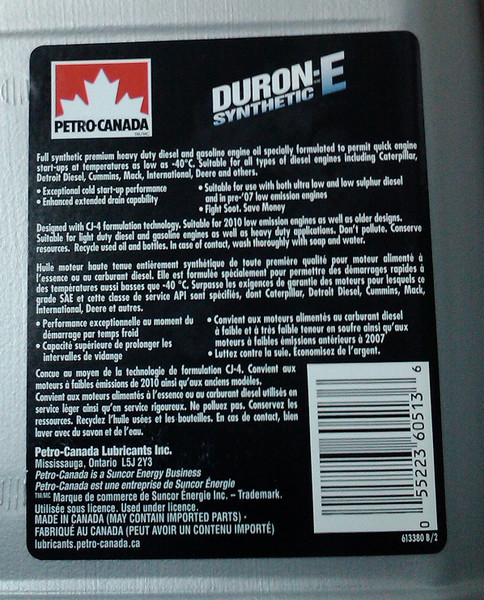 PETRO-CANADA
TM/MC
DURON-E
SYNTHETIC
Full synthetic premium heavy duty diesel and gasoline engine oil specially formulated to permit quick engine
start-ups at temperatures as low as -40°C. Suitable for all types of diesel engines including Caterpillar,
Detroit Diesel, Cummins, Mack, International, Deere and others.
• Exceptional cold start-up performance
• Enhanced extended drain capability
• Suitable for use with both ultra low and low sulphur diesel
and in pre-'07 low emission engines
• Fight Soot. Save Money
Designed with CJ-4 formulation technology. Suitable for 2010 low emission engines as well as older designs.
Suitable for light duty diesel and gasoline engines as well as heavy duty applications. Don't pollute. Conserve
resources. Recycle used oil and bottles. In case of contact, wash thoroughly with soap and water.
Huile moteur haute tenue entièrement synthétique de toute première qualité pour moteur alimenté à
l'essence ou au carburant diesel. Elle est formulée spécialement pour permettre des démarrages rapides à
des températures aussi basses que -40 °C. Surpasse les exigences de garantie des moteurs pour lesquels ce
grade SAE et cette classe de service API sont spécifiés, dont Caterpillar, Detroit Diesel, Cummins, Mack,
International, Deere et autres.
• Performance exceptionnelle au moment du
démarrage par temps froid
• Capacité supérieure de prolonger les
intervalles de vidange
• Convient aux moteurs alimentés au carburant diesel
à faible et à très faible teneur en soufre ainsi qu'aux
moteurs à faibles émissions antérieurs à 2007
• Luttez contre la suie. Économisez de l'argent.
Concue au moyen de la technologie de formulation CJ-4. Convient aux
moteurs à faibles émissions de 2010 ainsi qu'aux anciens modèles.
Convient aux moteurs alimentés à l'essence ou au carburant diesel utilisés en
service léger ainsi qu'en service rigoureux. Ne polluez pas. Conservez les
ressources. Recyclez l'huile usées et les bouteilles. En cas de contact, bien
laver avec du savon et de l'eau.
Petro-Canada Lubricants Inc.
Mississauga, Ontario L5J 2Y3
Petro-Canada is a Suncor Energy Business
Petro-Canada est une entreprise de Suncor Énergie
TM/MC Marque de commerce de Suncor Énergie Inc. – Trademark.
Utilisée sous licence. Used under licence.
MADE IN CANADA (MAY CONTAIN IMPORTED PARTS) ·
FABRIQUÉ AU CANADA (PEUT AVOIR UN CONTENU IMPORTÉ)
lubricants.petro-canada.ca
0 55223 60513 6
613380 B/2